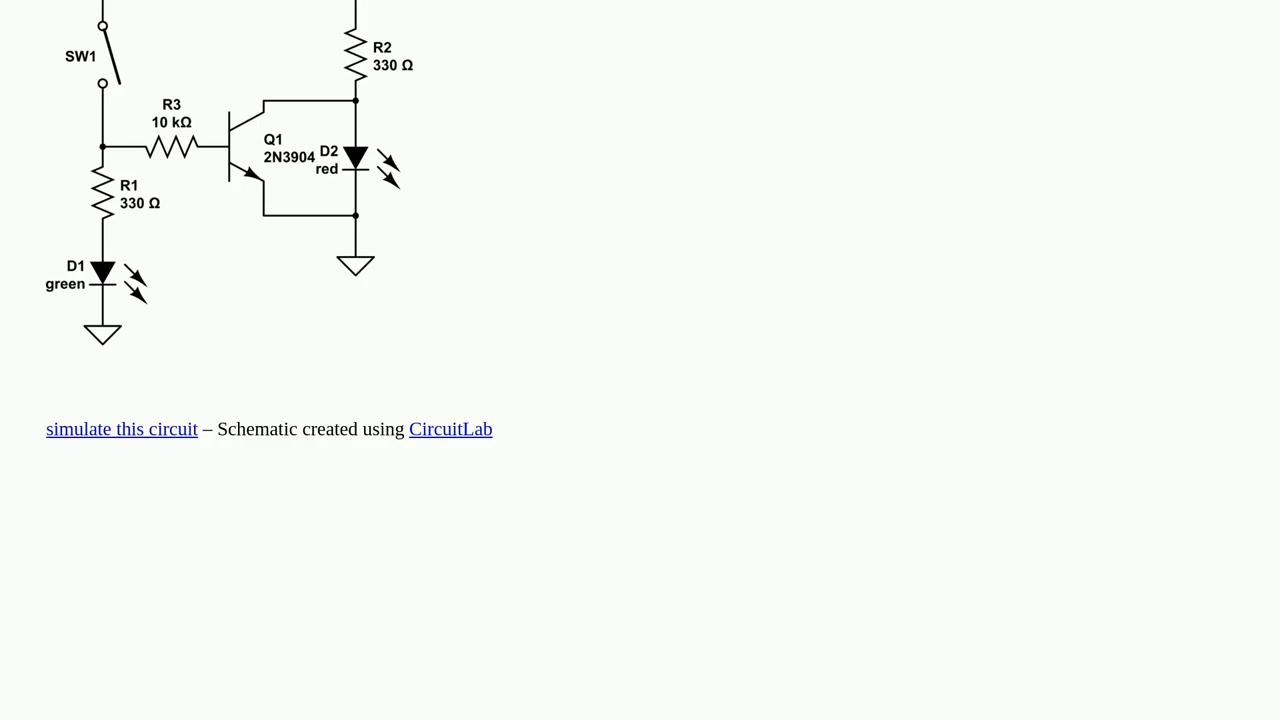 R2
330 Ω
SW1
R3
10 kΩ
Q1
2N3904
D2
red
R1
330 Ω
D1
green
simulate this circuit – Schematic created using CircuitLab